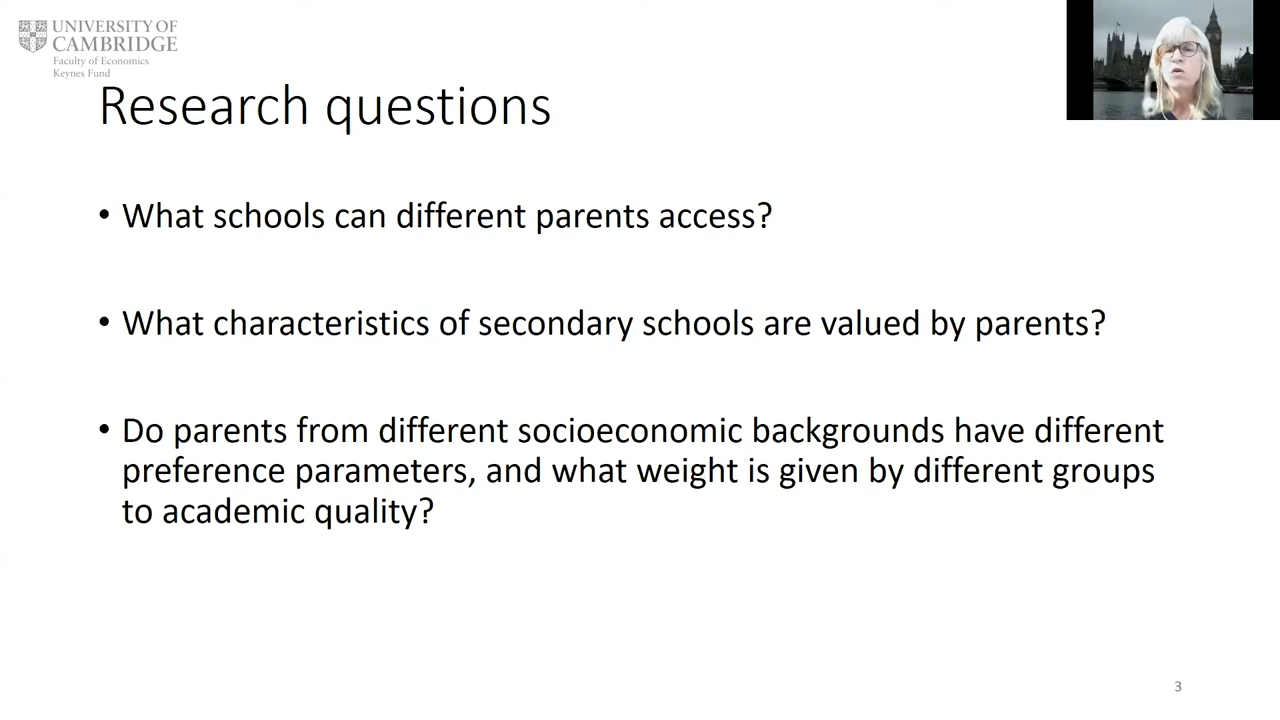 UNIVERSITY OF
CAMBRIDGE
Faculty of Economics
Keynes Fund
Research questions
• What schools can different parents access?
• What characteristics of secondary schools are valued by parents?
• Do parents from different socioeconomic backgrounds have different
preference parameters, and what weight is given by different groups
to academic quality?
3